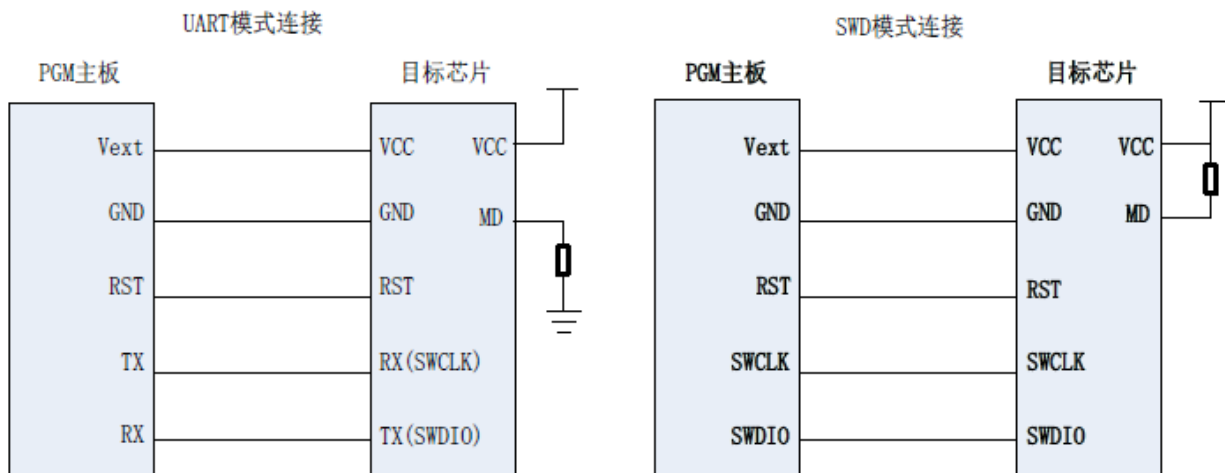 UART模式连接
SWD模式连接
PGM主板
目标芯片
PGM主板
目标芯片
Vext
VCC
VCC
Vext
VCC
VCC
GND
GND
MD
GND
GND
MD
RST
RST
RST
RST
TX
RX(SWCLK)
SWCLK
SWCLK
RX
TX(SWDIO)
SWDIO
SWDIO